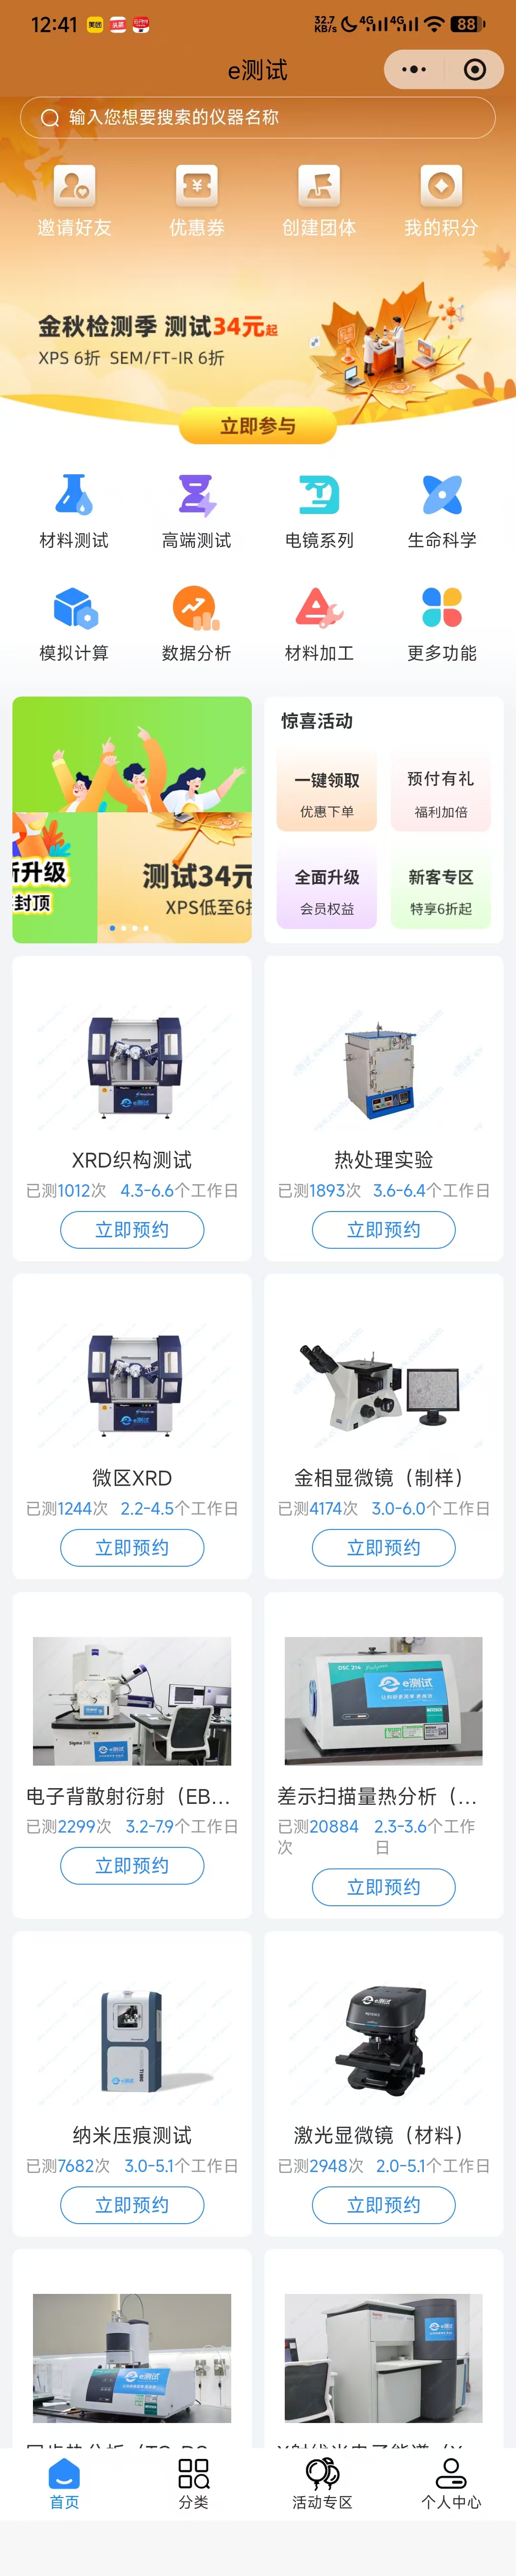 12:41
美团
32.7
KB/s
4G
4G
88
e测试
输入您想要搜索的仪器名称
邀请好友 优惠券 创建团体 我的积分
金秋检测季 测试34元起
XPS 6折 SEM/FT-IR 6折
立即参与
材料测试 高端测试 电镜系列 生命科学
模拟计算 数据分析 材料加工 更多功能
惊喜活动
一键领取 预付有礼
优惠下单 福利加倍
全面升级 新客专区
会员权益 特享6折起
升级
封顶
测试34元
XPS低至6折
XRD织构测试
已测1012次 4.3-6.6个工作日
立即预约
热处理实验
已测1893次 3.6-6.4个工作日
立即预约
微区XRD
已测1244次 2.2-4.5个工作日
立即预约
金相显微镜（制样）
已测4174次 3.0-6.0个工作日
立即预约
电子背散射衍射（EB...
已测2299次 3.2-7.9个工作日
立即预约
DSC 214
e测试
差示扫描量热分析（...
已测20884次 2.3-3.6个工作日
立即预约
纳米压痕测试
已测7682次 3.0-5.1个工作日
立即预约
激光显微镜（材料）
已测2948次 2.0-5.1个工作日
立即预约
e测试
首页 分类 活动专区 个人中心